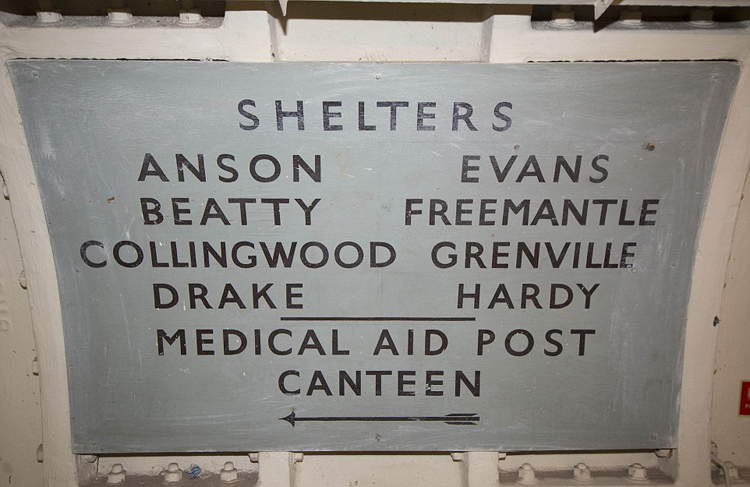 SHELTERS
ANSON EVANS
BEATTY FREEMANTLE
COLLINGWOOD GRENVILLE
DRAKE HARDY
MEDICAL AID POST
CANTEEN